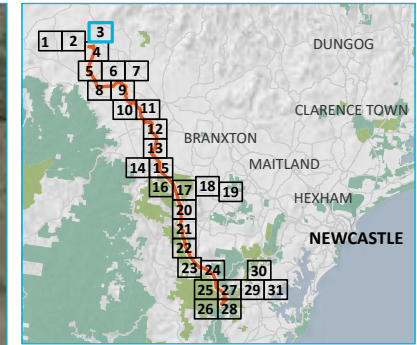 3
1 2
4
DUNGOG
5 6 7
8 9
10 11
CLARENCE TOWN
12
BRANXTON
13
MAITLAND
14 15
16 17 18 19
HEXHAM
20
21
NEWCASTLE
22
23 24
30
25 27 29 31
26 28